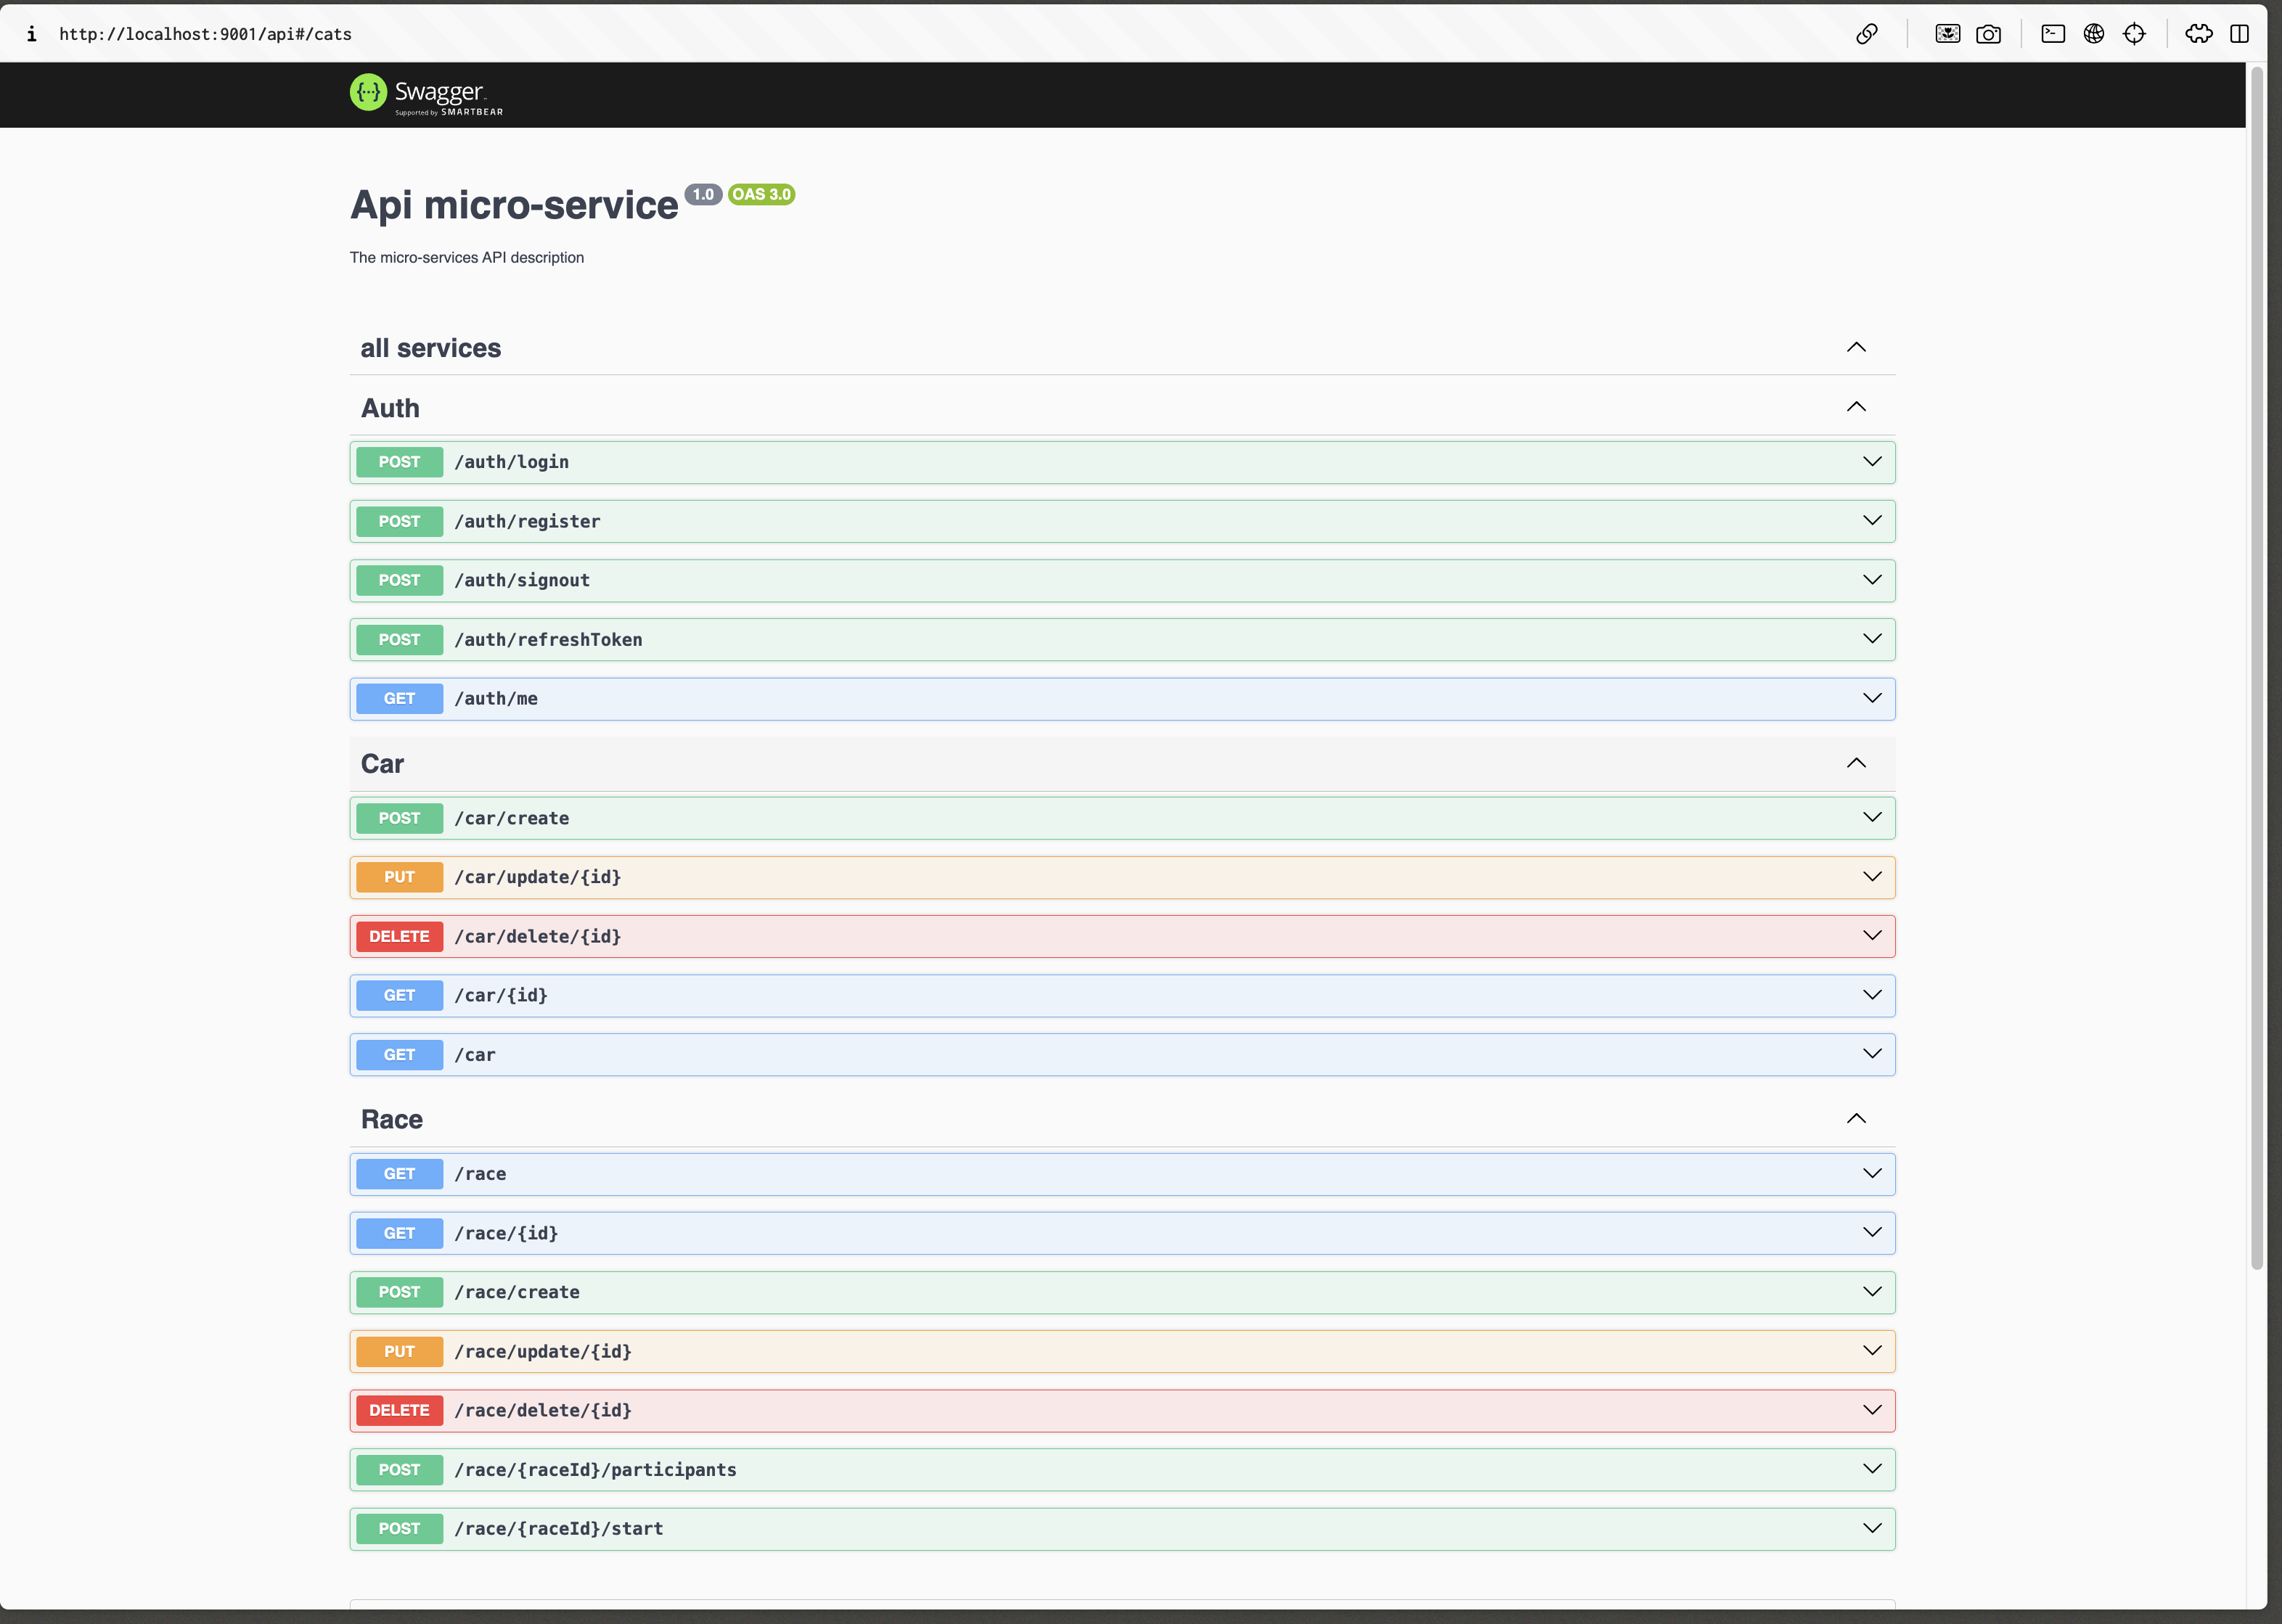 http://localhost:9001/api#/cats
Swagger
Supported by SMARTBEAR
Api micro-service 1.0 OAS 3.0
The micro-services API description
all services
Auth
POST /auth/login
POST /auth/register
POST /auth/signout
POST /auth/refreshToken
GET /auth/me
Car
POST /car/create
PUT /car/update/{id}
DELETE /car/delete/{id}
GET /car/{id}
GET /car
Race
GET /race
GET /race/{id}
POST /race/create
PUT /race/update/{id}
DELETE /race/delete/{id}
POST /race/{raceId}/participants
POST /race/{raceId}/start